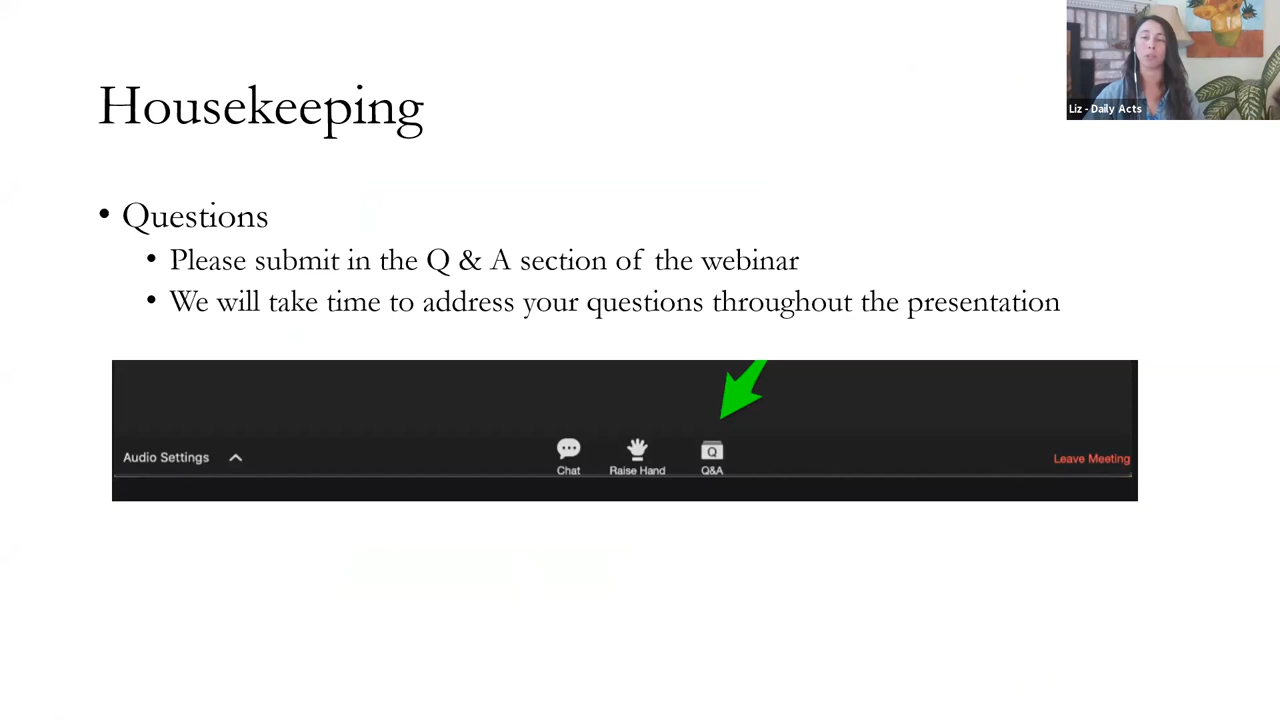 Housekeeping
Liz - Daily Acts
• Questions
• Please submit in the Q & A section of the webinar
• We will take time to address your questions throughout the presentation
Audio Settings
Chat
Raise Hand
Q
Q&A
Leave Meeting